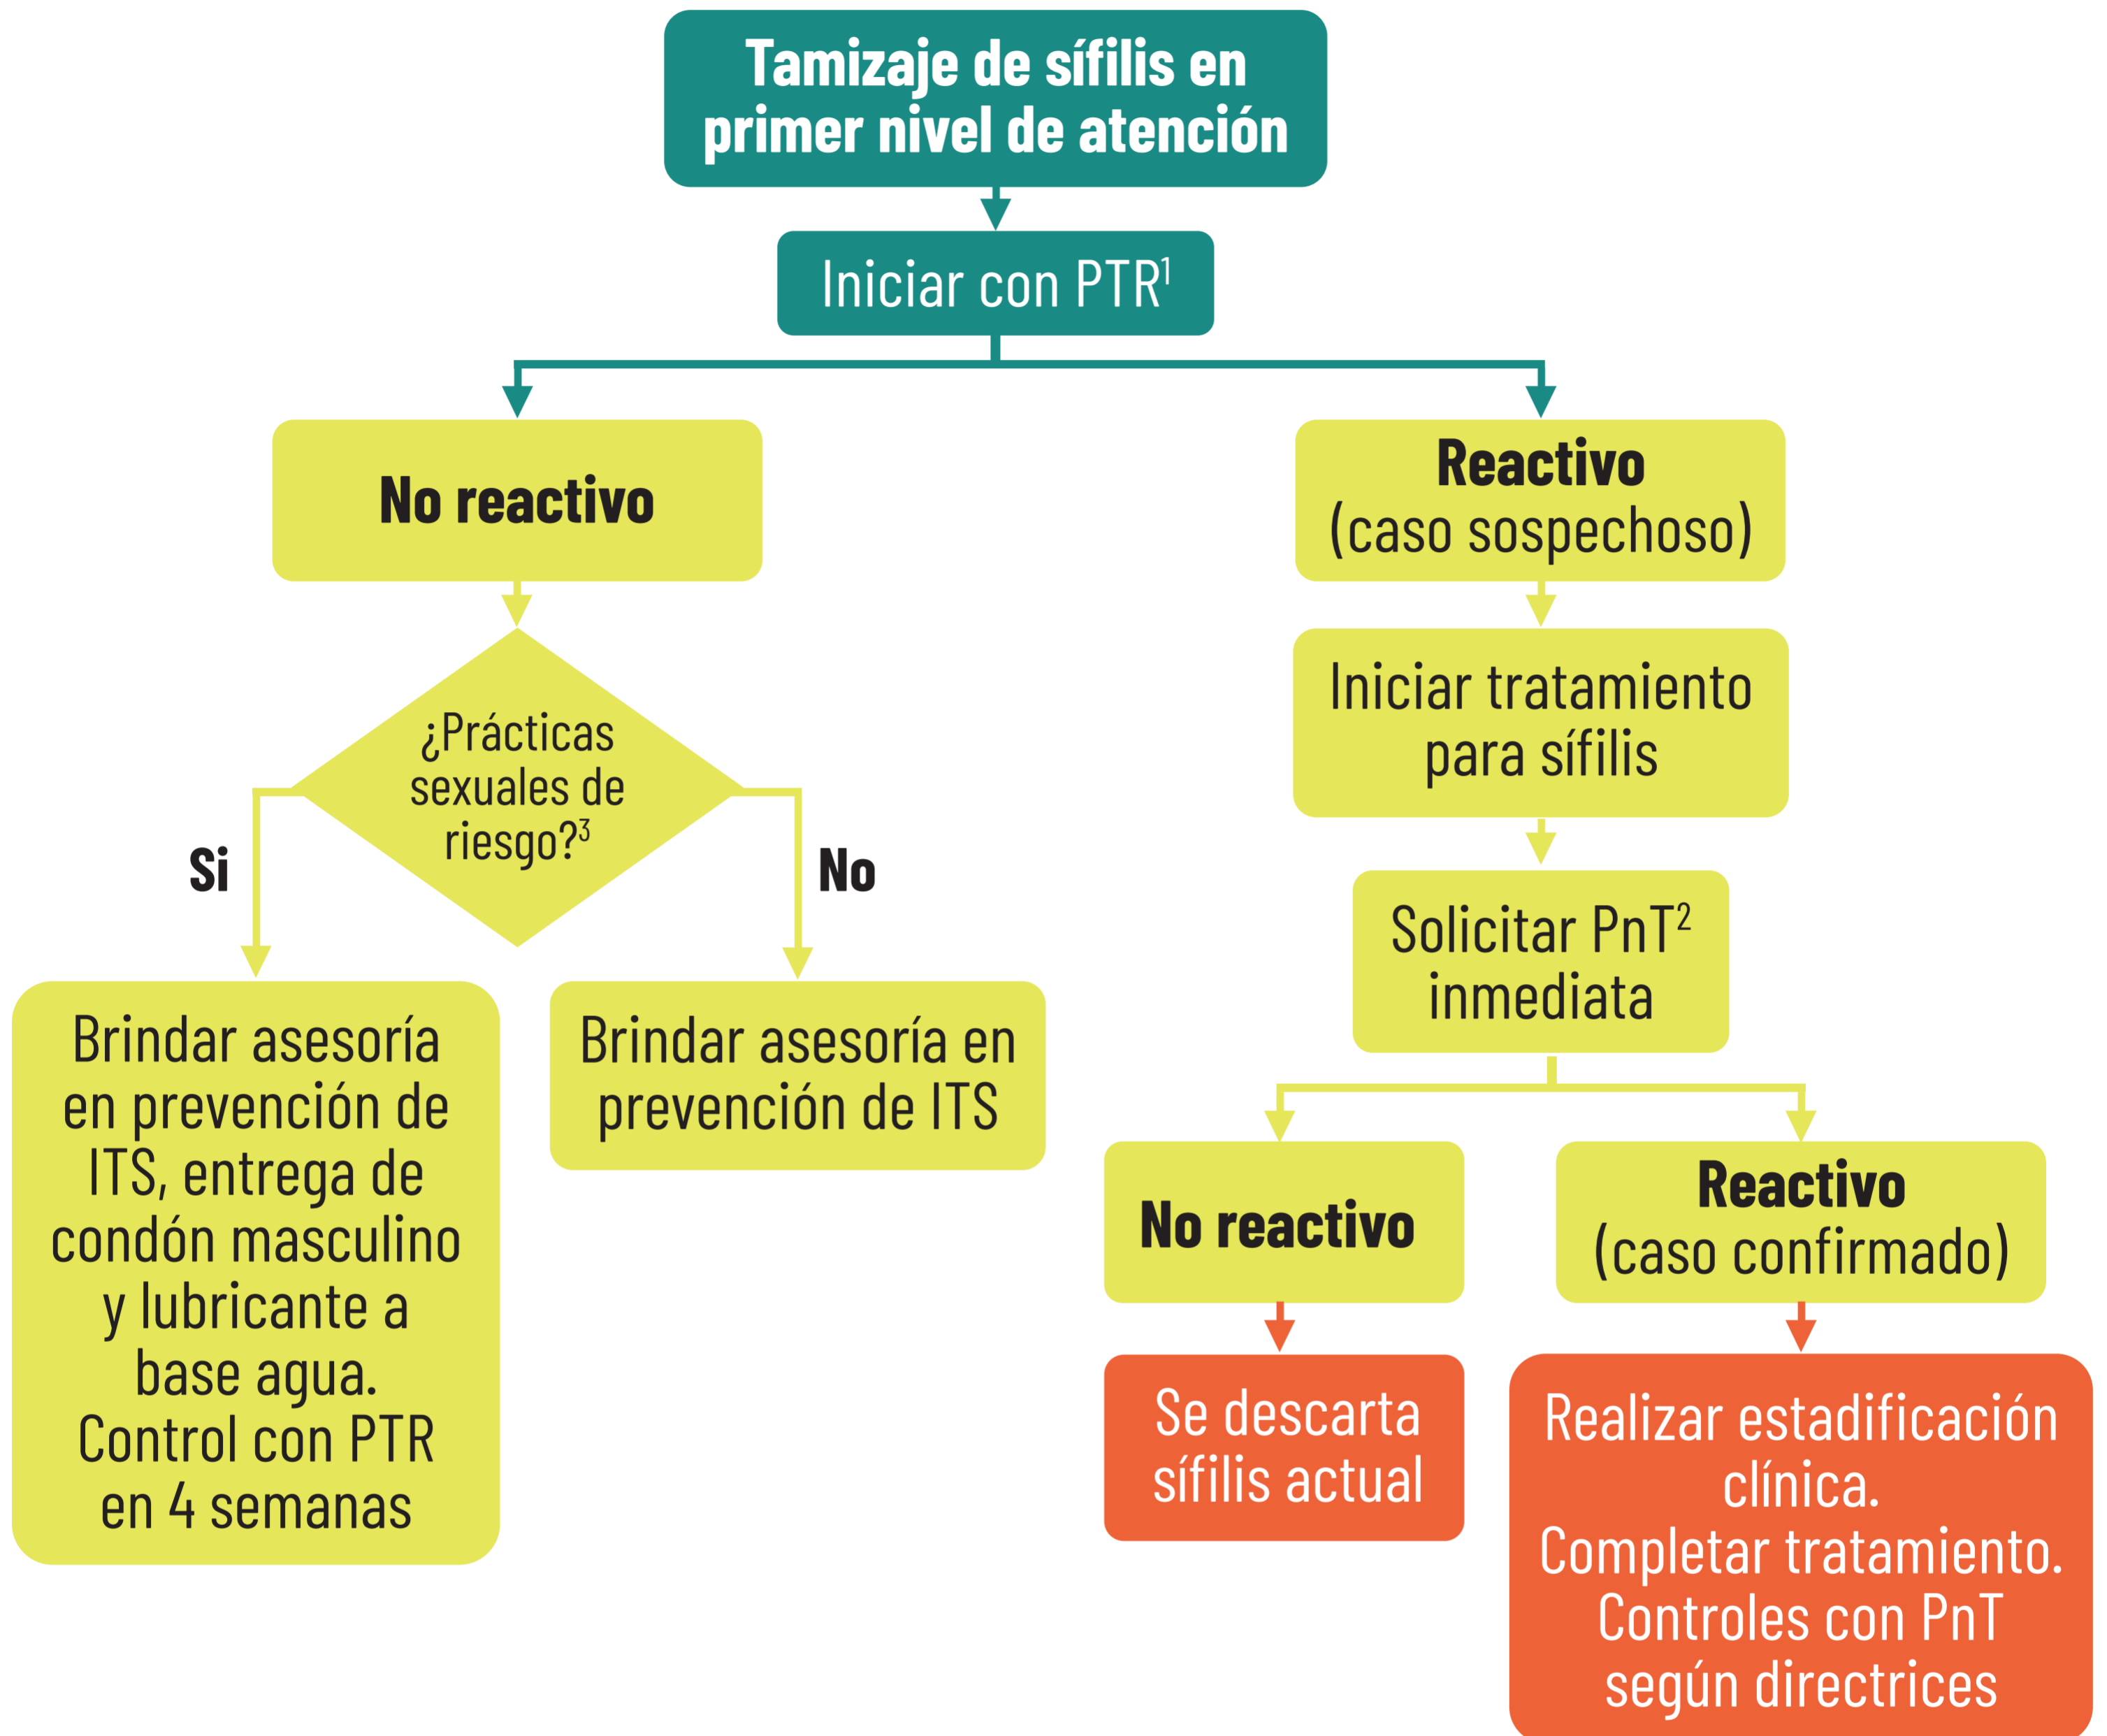 Tamizaje de sífilis en
primer nivel de atención
Iniciar con PTR¹
No reactivo
Reactivo
(caso sospechoso)
¿Prácticas
sexuales de
riesgo?³
Si
No
Brindar asesoría
en prevención de
ITS, entrega de
condón masculino
y lubricante a
base agua.
Control con PTR
en 4 semanas
Brindar asesoría en
prevención de ITS
Iniciar tratamiento
para sífilis
Solicitar PnT²
inmediata
No reactivo
Reactivo
(caso confirmado)
Se descarta
sífilis actual
Realizar estadificación
clínica.
Completar tratamiento.
Controles con PnT
según directrices